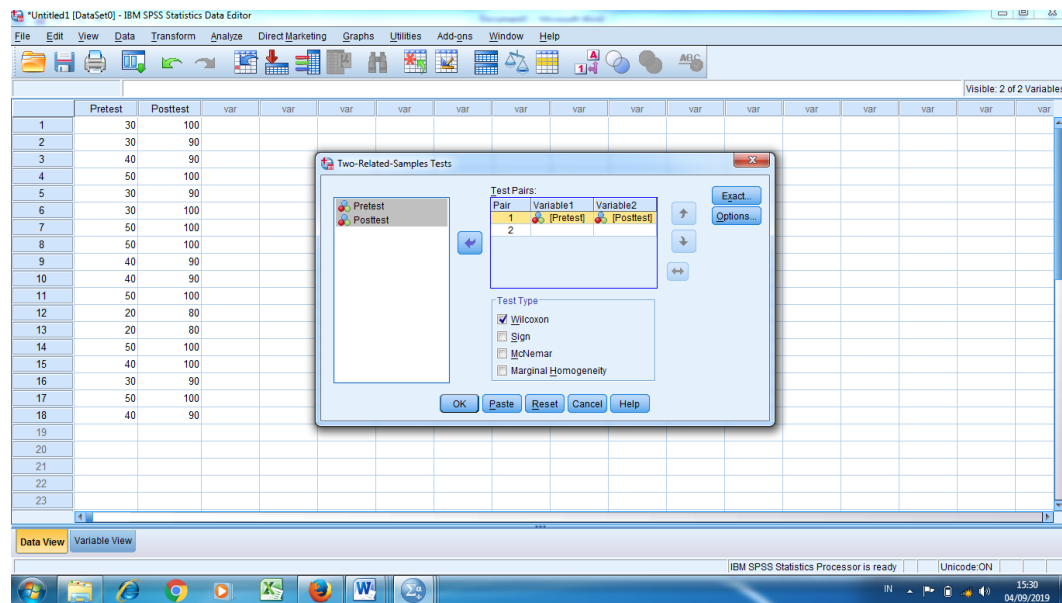 *Untitled1 [DataSet0] - IBM SPSS Statistics Data Editor
File Edit View Data Transform Analyze Direct Marketing Graphs Utilities Add-ons Window Help
Visible: 2 of 2 Variables
Pretest Posttest var var var var var var var var var var var var var var var
1 30 100
2 30 90
3 40 90
4 50 100
5 30 90
6 30 100
7 50 100
8 50 100
9 40 90
10 40 90
11 50 100
12 20 80
13 20 80
14 50 100
15 40 100
16 30 90
17 50 100
18 40 90
19
20
21
22
23
Two-Related-Samples Tests
Pretest
Posttest
Test Pairs:
Pair Variable1 Variable2
1 [Pretest] [Posttest]
2
Exact...
Options...
Test Type
Wilcoxon
Sign
McNemar
Marginal Homogeneity
OK Paste Reset Cancel Help
Data View Variable View
IBM SPSS Statistics Processor is ready Unicode:ON
IN 15:30
04/09/2019